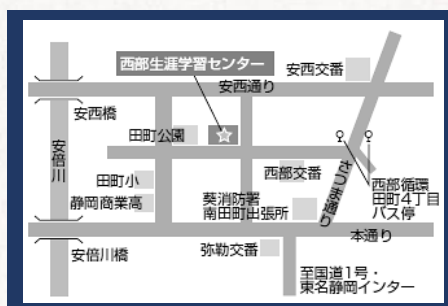 西部生涯学習センター
安西交番
安西通り
安西橋
田町公園
安倍川
西部交番
さつま通り
田町小
静岡商業高
葵消防署
南田町出張所
西部循環
田町4丁目
バス停
本通り
安倍川橋
弥勒交番
至国道1号・
東名静岡インター